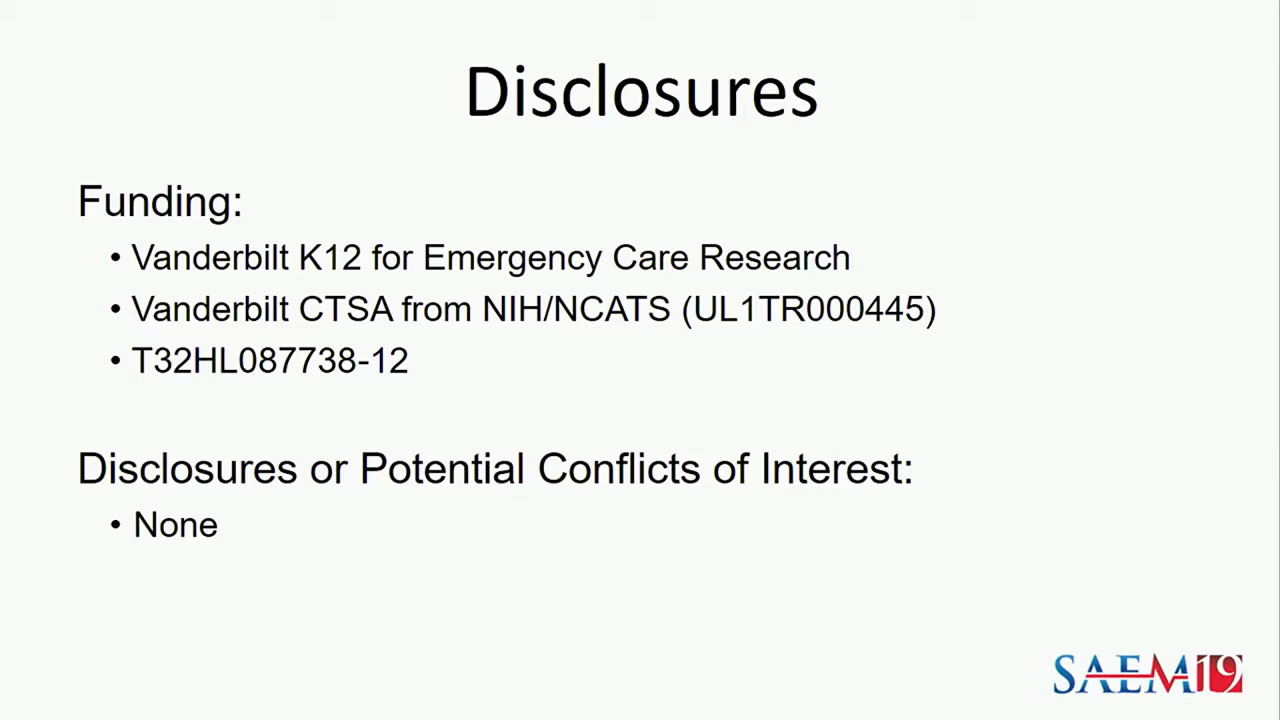 Disclosures
Funding:
• Vanderbilt K12 for Emergency Care Research
• Vanderbilt CTSA from NIH/NCATS (UL1TR000445)
• T32HL087738-12
Disclosures or Potential Conflicts of Interest:
• None
SAEM19